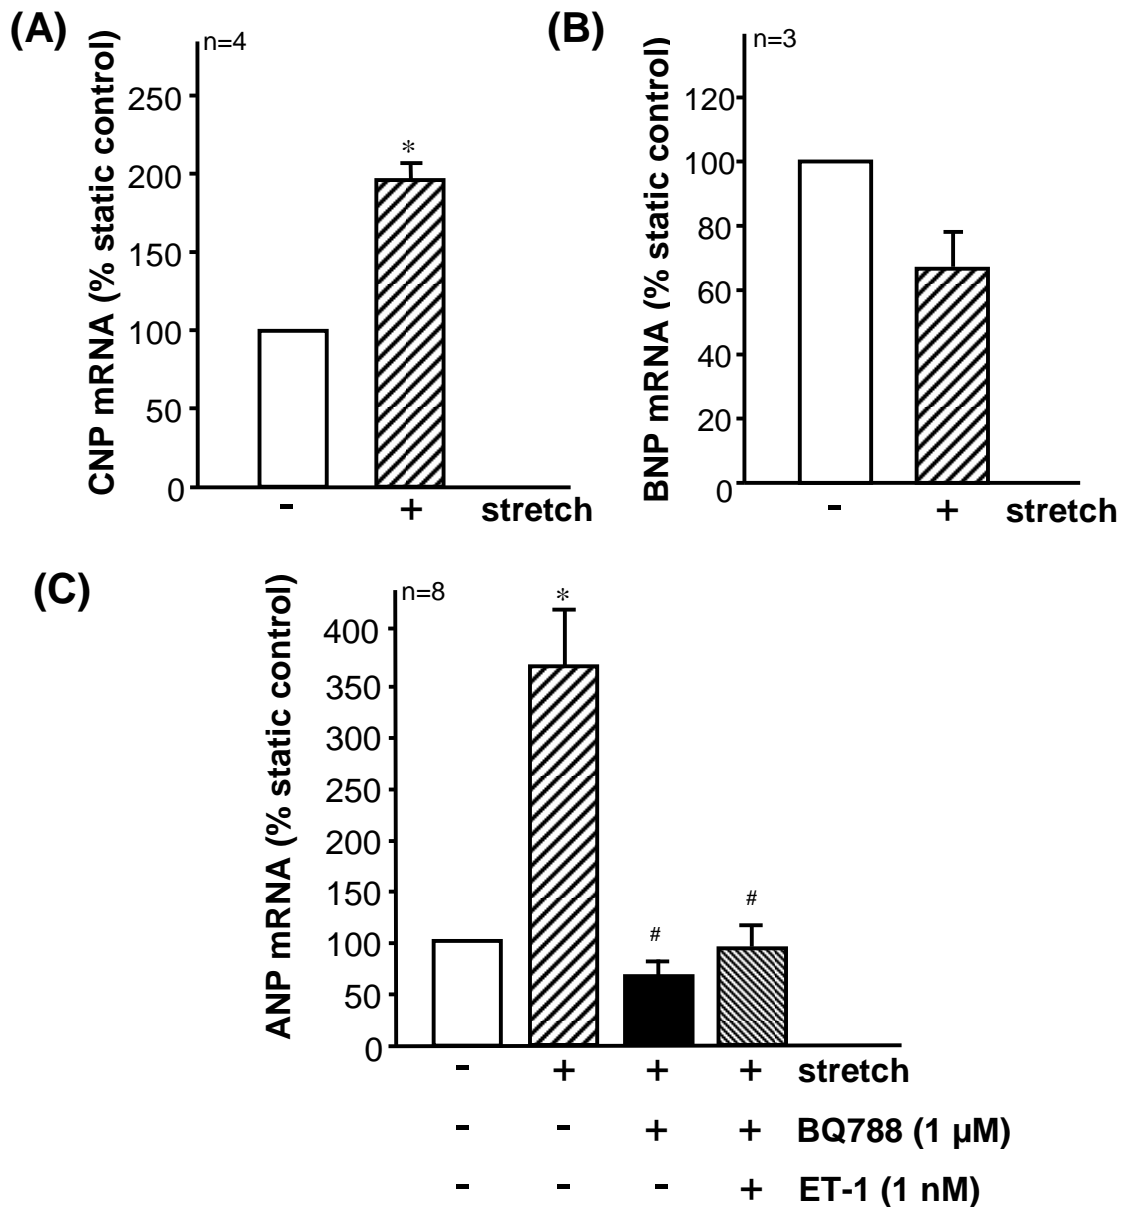 (A)
CNP mRNA (% static control)
n=4
250
200
150
100
50
0
*
- + stretch
(B)
BNP mRNA (% static control)
n=3
120
100
80
60
40
20
0
- + stretch
(C)
ANP mRNA (% static control)
n=8
400
350
300
250
200
150
100
50
0
*
#
#
- + + + stretch
- - + + BQ788 (1 µM)
- - - + ET-1 (1 nM)